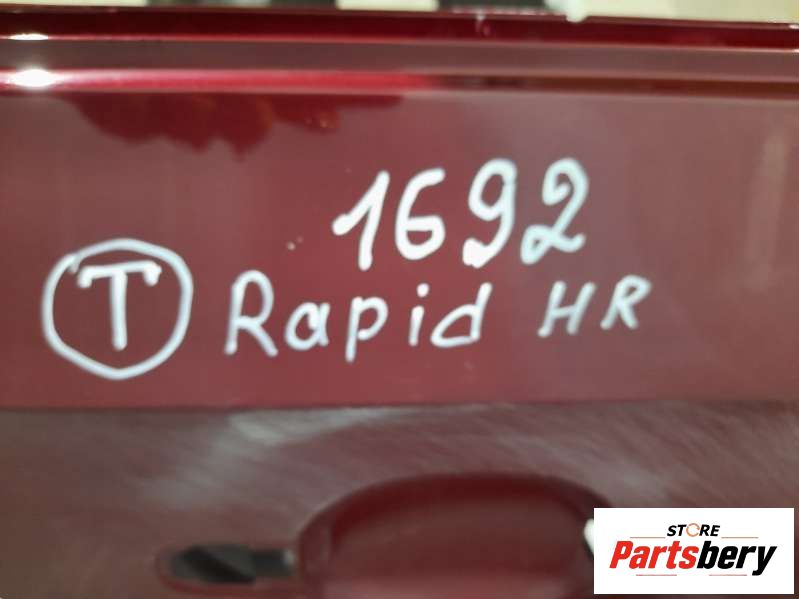 1692
T Rapid HR
STORE
Partsbery